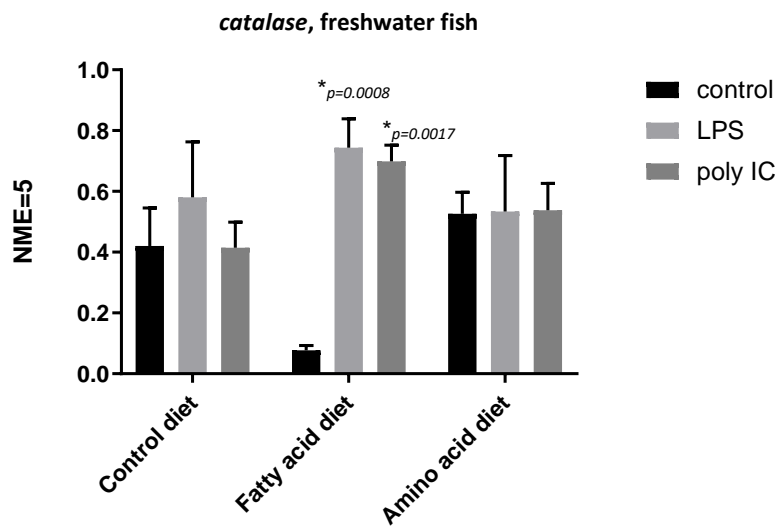 catalase, freshwater fish
1.0
*p=0.0008
control
LPS
poly IC
0.8
*p=0.0017
0.6
NME=5
0.4
0.2
0.0
Control diet
Fatty acid diet
Amino acid diet